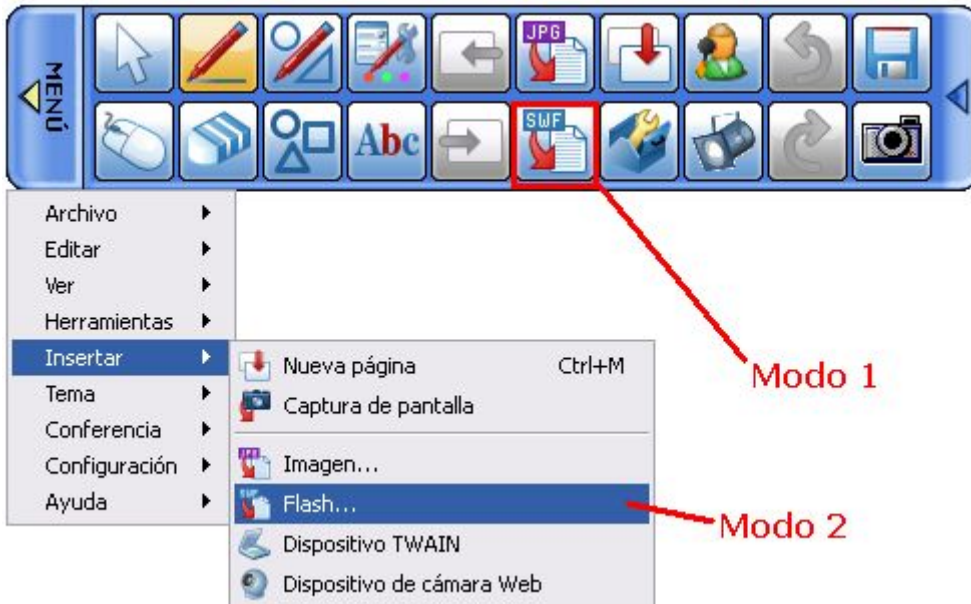 MENÚ
JPG
SWF
Abc
Archivo
Editar
Ver
Herramientas
Insertar
Tema
Conferencia
Configuración
Ayuda
Nueva página Ctrl+M
Captura de pantalla
Imagen...
Flash...
Dispositivo TWAIN
Dispositivo de cámara Web
Modo 1
Modo 2